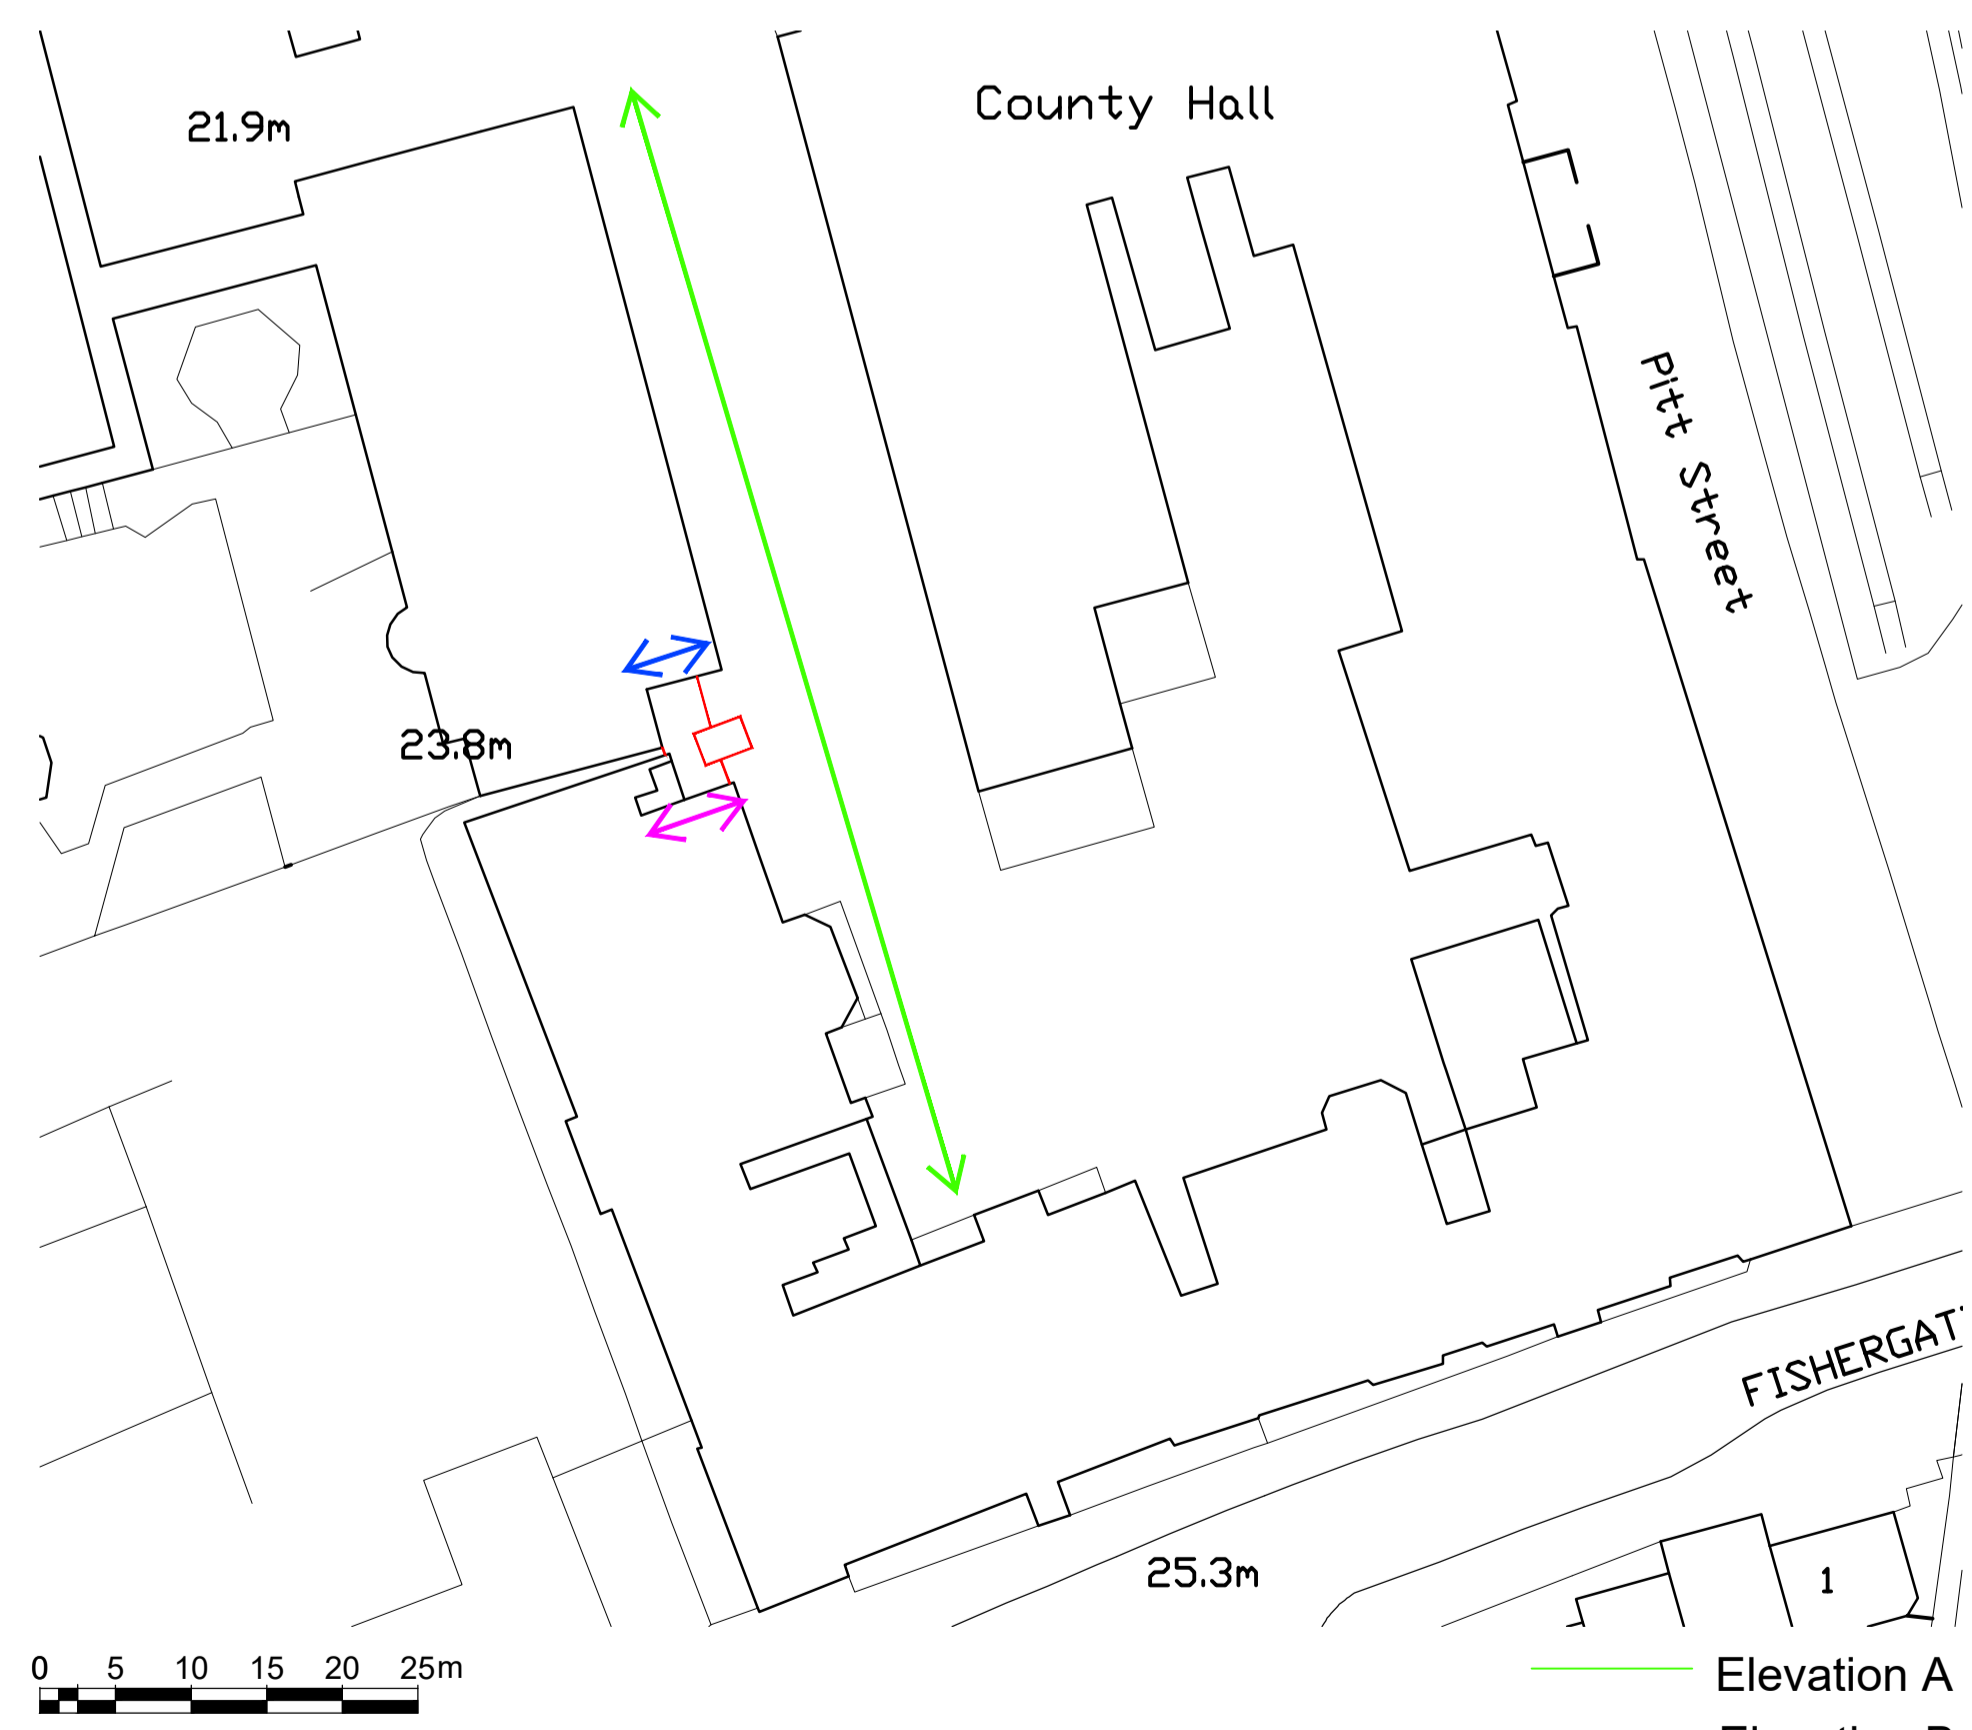 County Hall
21.9m
Pitt Street
23.8m
FISHERGAT
25.3m
1
0 5 10 15 20 25m
Elevation A